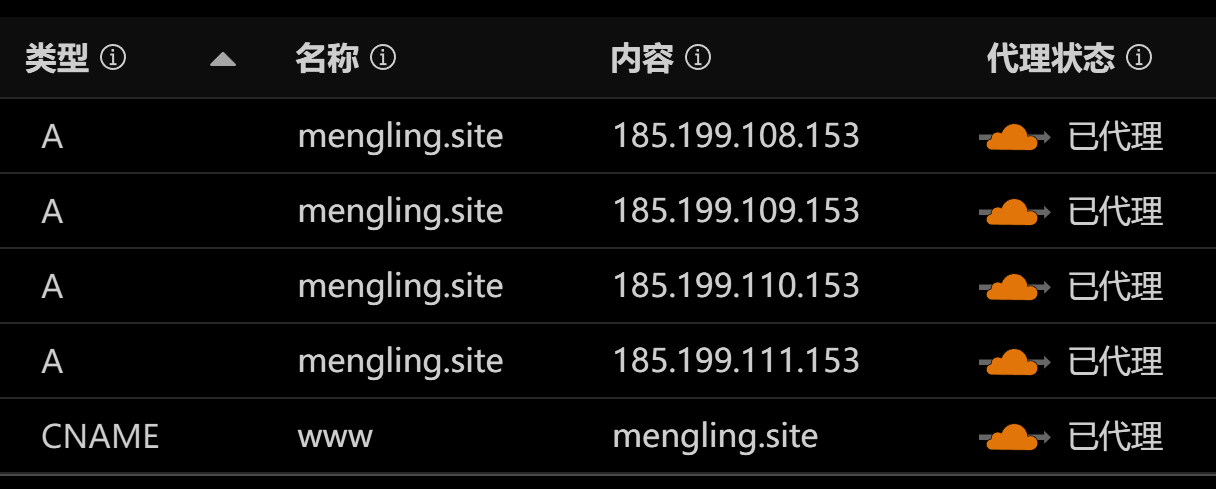 类型 名称 内容 代理状态
A mengling.site 185.199.108.153 已代理
A mengling.site 185.199.109.153 已代理
A mengling.site 185.199.110.153 已代理
A mengling.site 185.199.111.153 已代理
CNAME www mengling.site 已代理